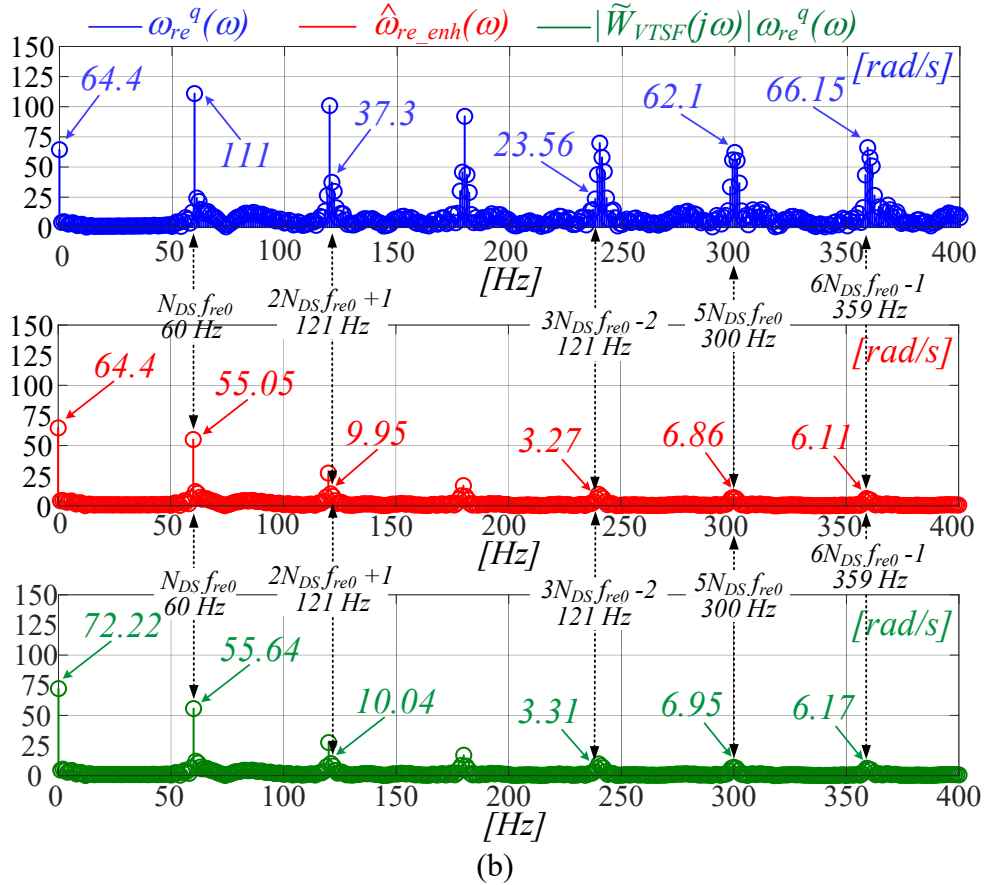 ω_re^q(ω) ω̂_re_enh(ω) |W̃_VTSF(jω)| ω_re^q(ω)
150
125
100
75
50
25
0
[rad/s]
64.4
111
37.3
23.56
62.1
66.15
0 50 100 150 200 250 300 350 400
[Hz]
N_DS f_re0
60 Hz
2N_DS f_re0 +1
121 Hz
3N_DS f_re0 -2
121 Hz
5N_DS f_re0
300 Hz
6N_DS f_re0 -1
359 Hz
150
125
100
75
50
25
0
[rad/s]
64.4
55.05
9.95
3.27
6.86
6.11
0 50 100 150 200 250 300 350 400
[Hz]
N_DS f_re0
60 Hz
2N_DS f_re0 +1
121 Hz
3N_DS f_re0 -2
121 Hz
5N_DS f_re0
300 Hz
6N_DS f_re0 -1
359 Hz
150
125
100
75
50
25
0
[rad/s]
72.22
55.64
10.04
3.31
6.95
6.17
0 50 100 150 200 250 300 350 400
[Hz]
(b)